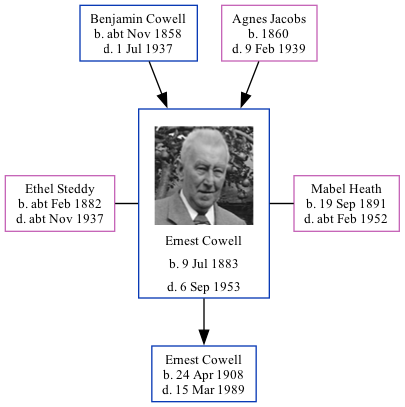 Benjamin Cowell
b. abt Nov 1858
d. 1 Jul 1937
Agnes Jacobs
b. 1860
d. 9 Feb 1939
Ethel Steddy
b. abt Feb 1882
d. abt Nov 1937
Ernest Cowell
b. 9 Jul 1883
d. 6 Sep 1953
Mabel Heath
b. 19 Sep 1891
d. abt Feb 1952
Ernest Cowell
b. 24 Apr 1908
d. 15 Mar 1989